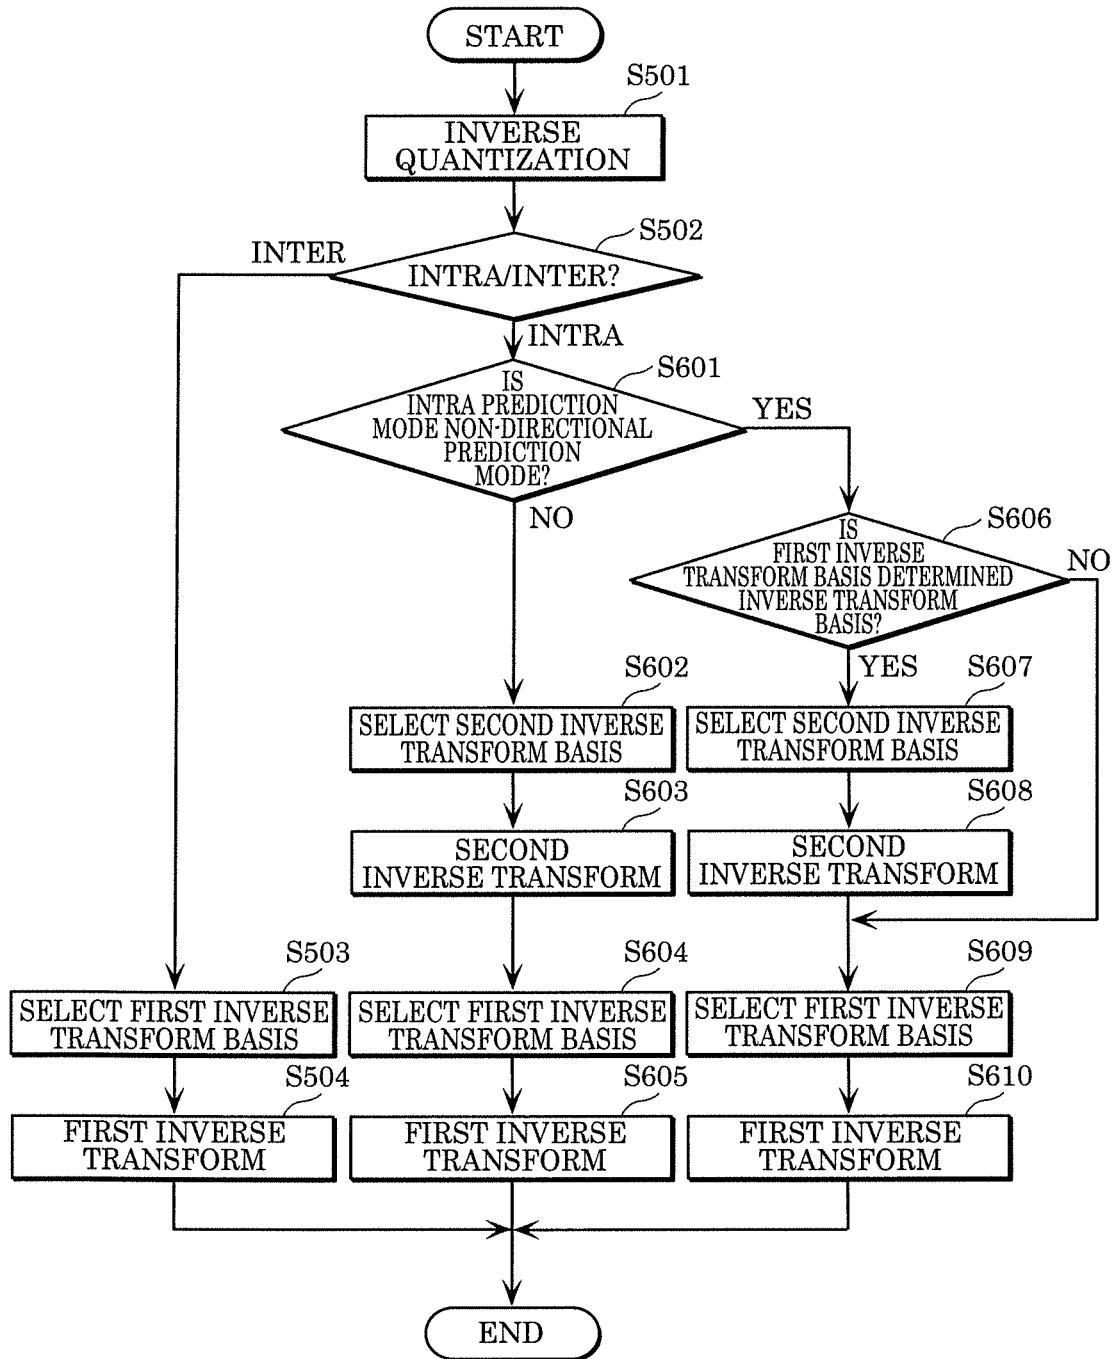 START
S501
INVERSE
QUANTIZATION
S502
INTER
INTRA/INTER?
INTRA
S601
IS
INTRA PREDICTION
MODE NON-DIRECTIONAL
PREDICTION
MODE?
YES
NO
S606
IS
FIRST INVERSE
TRANSFORM BASIS DETERMINED
INVERSE TRANSFORM
BASIS?
NO
YES
S602
SELECT SECOND INVERSE
TRANSFORM BASIS
S607
SELECT SECOND INVERSE
TRANSFORM BASIS
S603
SECOND
INVERSE TRANSFORM
S608
SECOND
INVERSE TRANSFORM
S503
SELECT FIRST INVERSE
TRANSFORM BASIS
S604
SELECT FIRST INVERSE
TRANSFORM BASIS
S609
SELECT FIRST INVERSE
TRANSFORM BASIS
S504
FIRST INVERSE
TRANSFORM
S605
FIRST INVERSE
TRANSFORM
S610
FIRST INVERSE
TRANSFORM
END